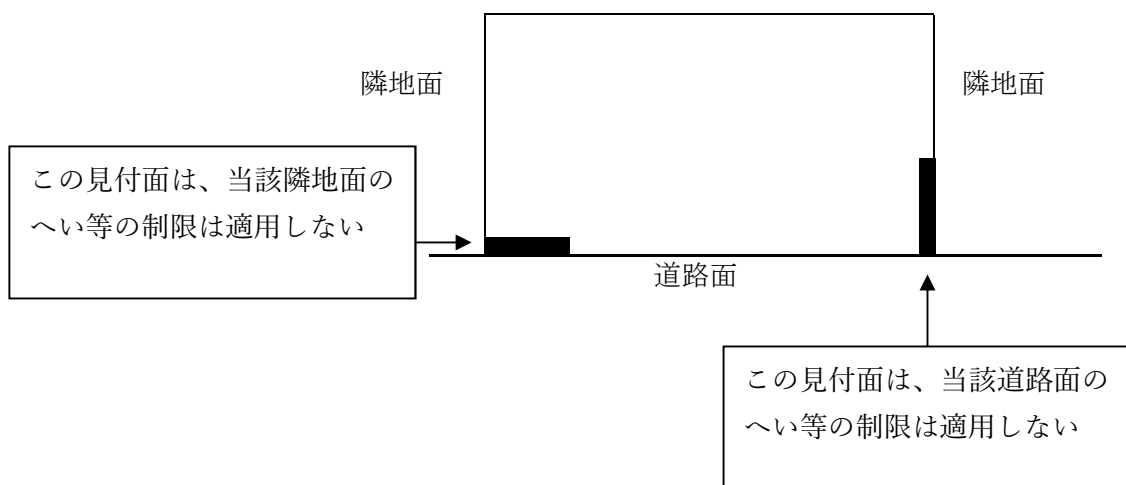 隣地面
隣地面
この見付面は、当該隣地面の
へい等の制限は適用しない
道路面
この見付面は、当該道路面の
へい等の制限は適用しない